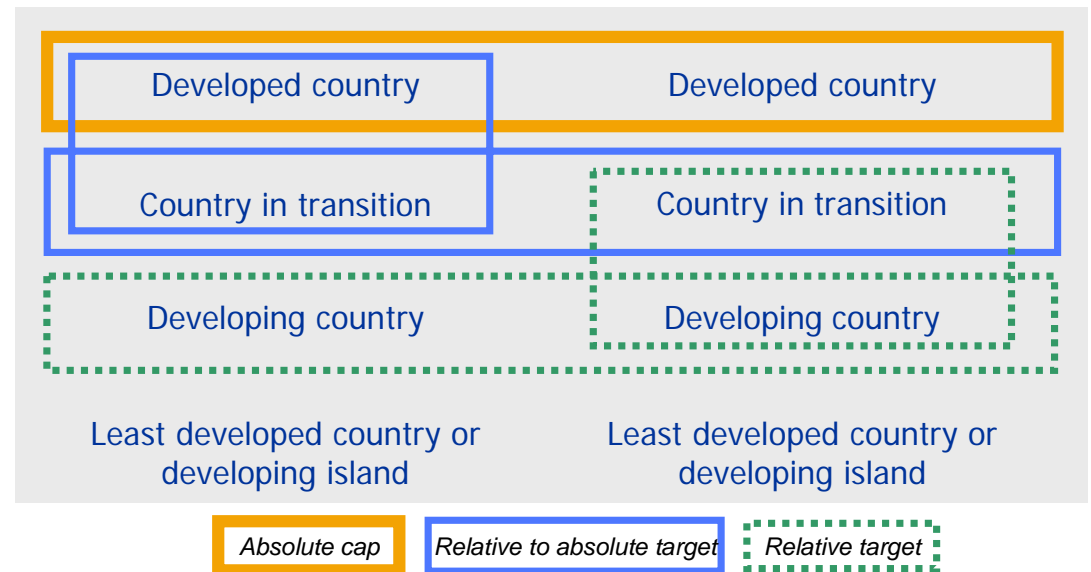 Developed country Developed country
Country in transition Country in transition
Developing country Developing country
Least developed country or Least developed country or
developing island developing island
Absolute cap Relative to absolute target Relative target